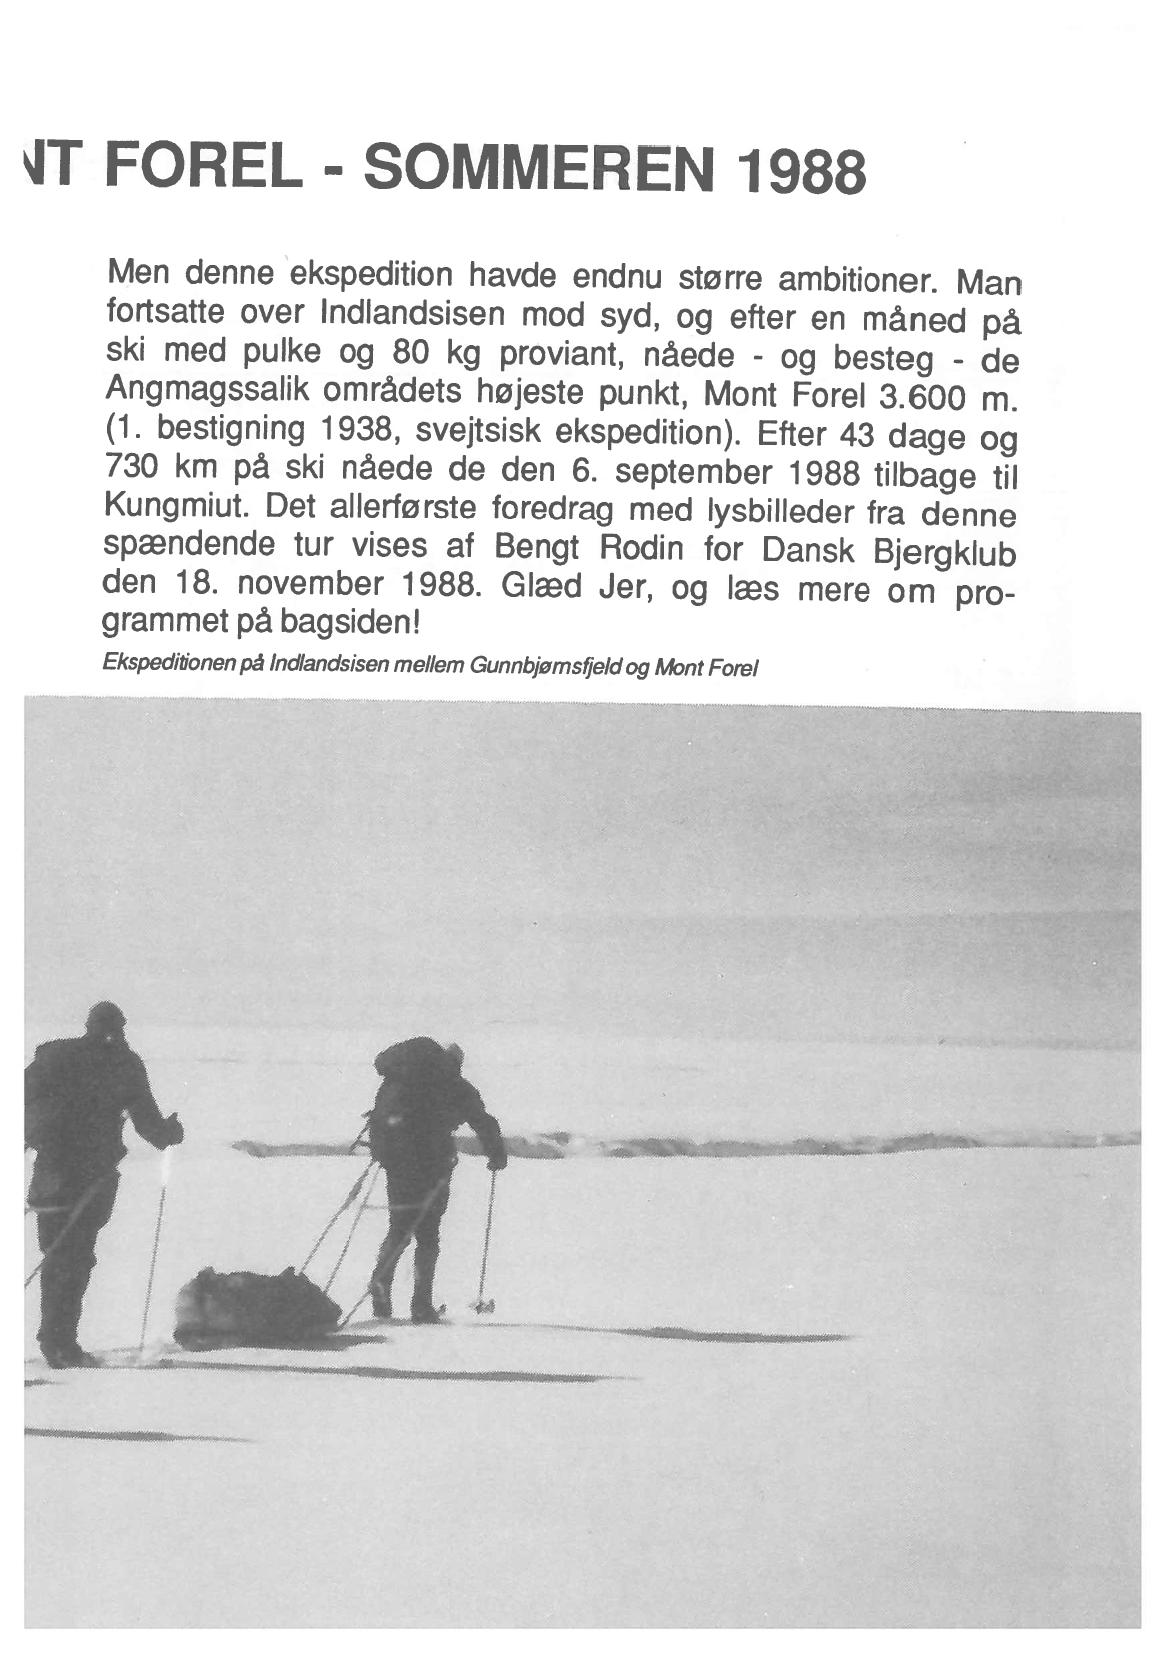 NT FOREL - SOMMEREN 1988
Men denne ekspedition havde endnu større ambitioner. Man
fortsatte over Indlandsisen mod syd, og efter en måned på
ski med pulke og 80 kg proviant, nåede - og besteg - de
Angmagssalik områdets højeste punkt, Mont Forel 3.600 m.
(1. bestigning 1938, svejtsisk ekspedition). Efter 43 dage og
730 km på ski nåede de den 6. september 1988 tilbage til
Kungmiut. Det allerførste foredrag med lysbilleder fra denne
spændende tur vises af Bengt Rodin for Dansk Bjergklub
den 18. november 1988. Glæd Jer, og læs mere om pro-
grammet på bagsiden!
Ekspeditionen på Indlandsisen mellem Gunnbjørnsfjeld og Mont Forel